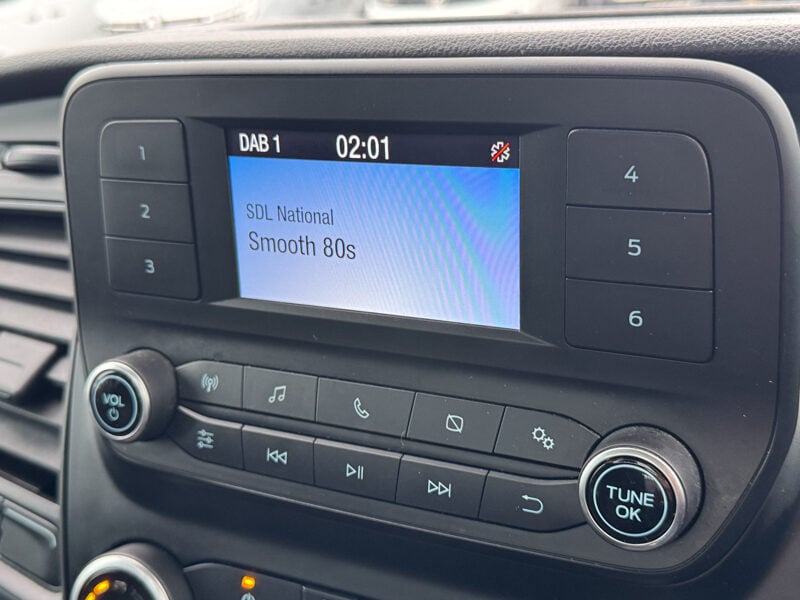 DAB 1 02:01
SDL National
Smooth 80s
1
2
3
4
5
6
VOL
TUNE
OK